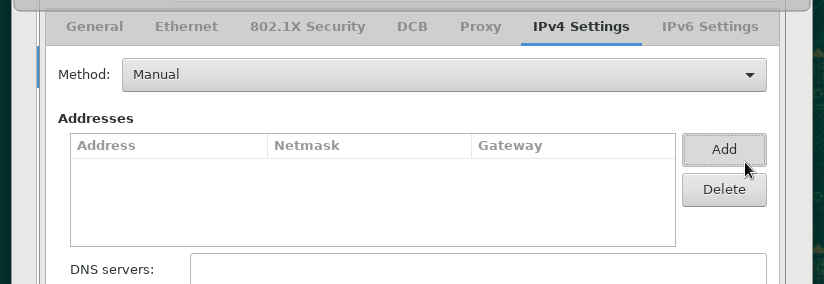 General Ethernet 802.1X Security DCB Proxy IPv4 Settings IPv6 Settings
Method: Manual
Addresses
Address Netmask Gateway Add
Delete
DNS servers: